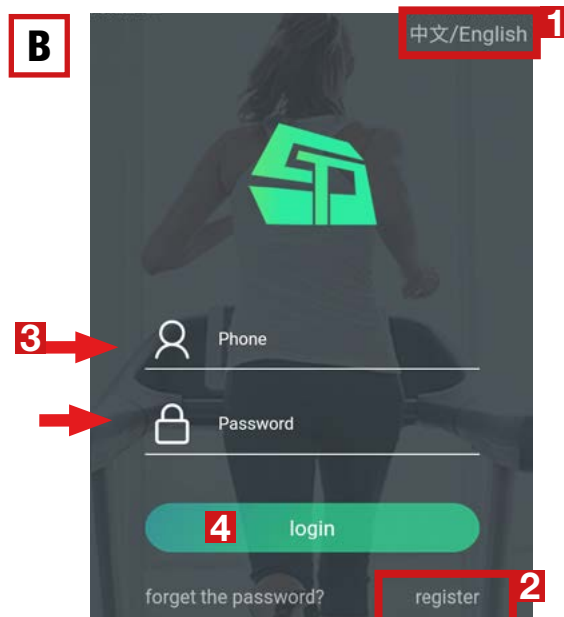 B
中文/English
1
3
Phone
Password
4
login
forget the password?
register
2